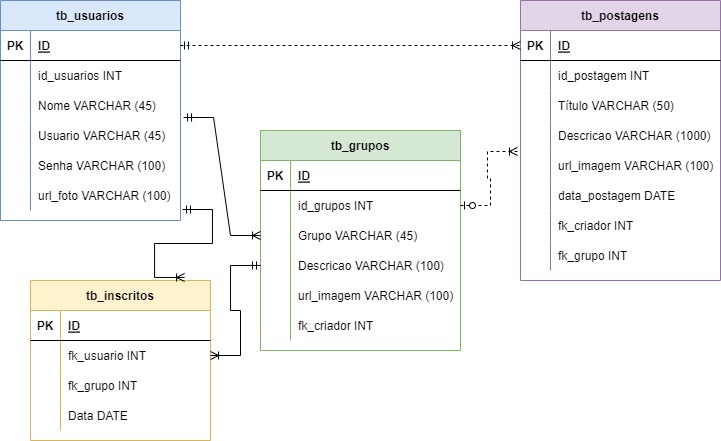 tb_usuarios
PK ID
id_usuarios INT
Nome VARCHAR (45)
Usuario VARCHAR (45)
Senha VARCHAR (100)
url_foto VARCHAR (100)
tb_postagens
PK ID
id_postagem INT
Título VARCHAR (50)
Descricao VARCHAR (1000)
url_imagem VARCHAR (100)
data_postagem DATE
fk_criador INT
fk_grupo INT
tb_grupos
PK ID
id_grupos INT
Grupo VARCHAR (45)
Descricao VARCHAR (100)
url_imagem VARCHAR (100)
fk_criador INT
tb_inscritos
PK ID
fk_usuario INT
fk_grupo INT
Data DATE